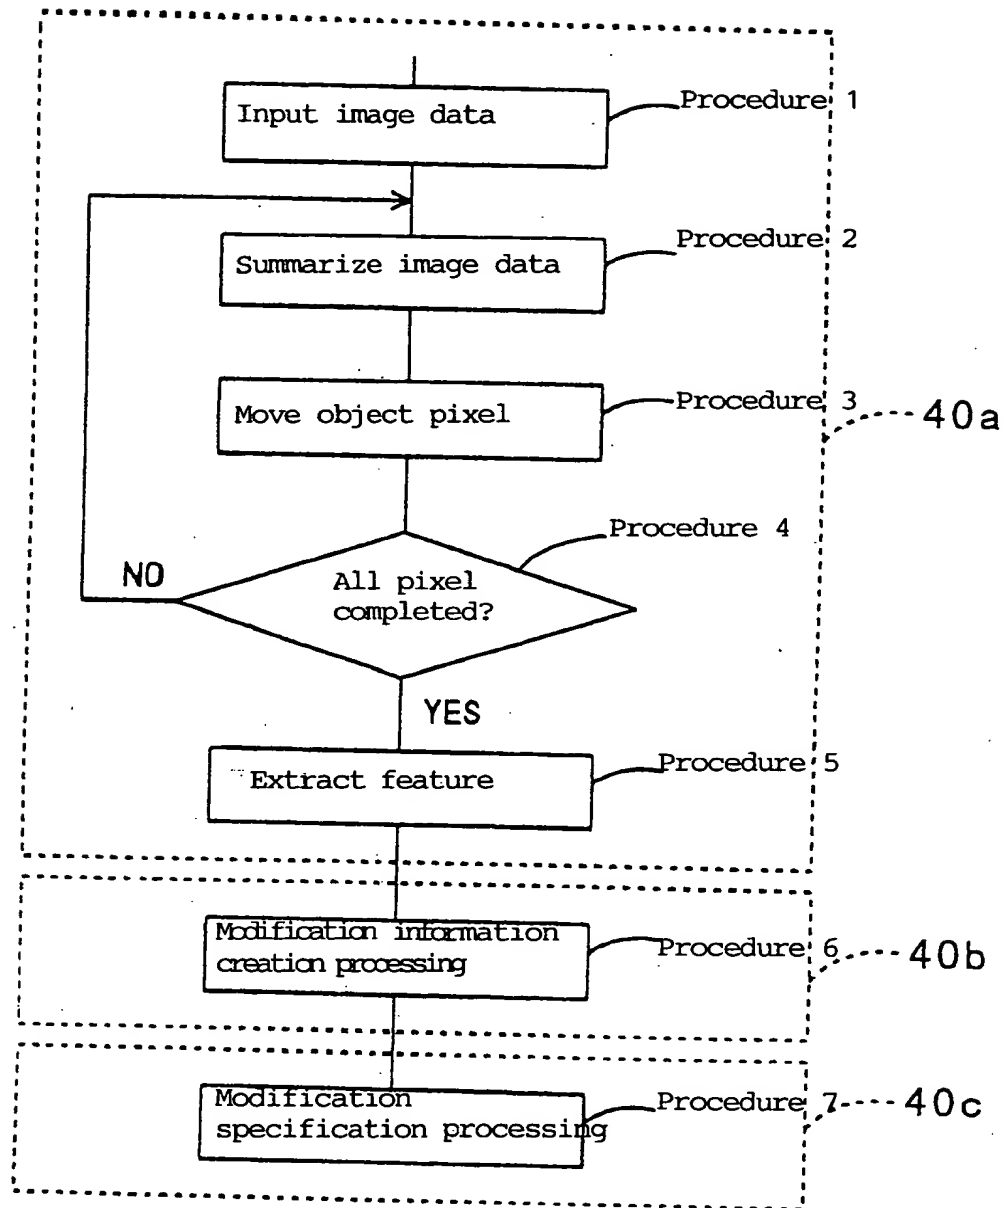 Input image data
Procedure 1
Summarize image data
Procedure 2
Move object pixel
Procedure 3
40a
Procedure 4
NO
All pixel
completed?
YES
Extract feature
Procedure 5
Modification information
creation processing
Procedure 6
40b
Modification
specification processing
Procedure 7
40c